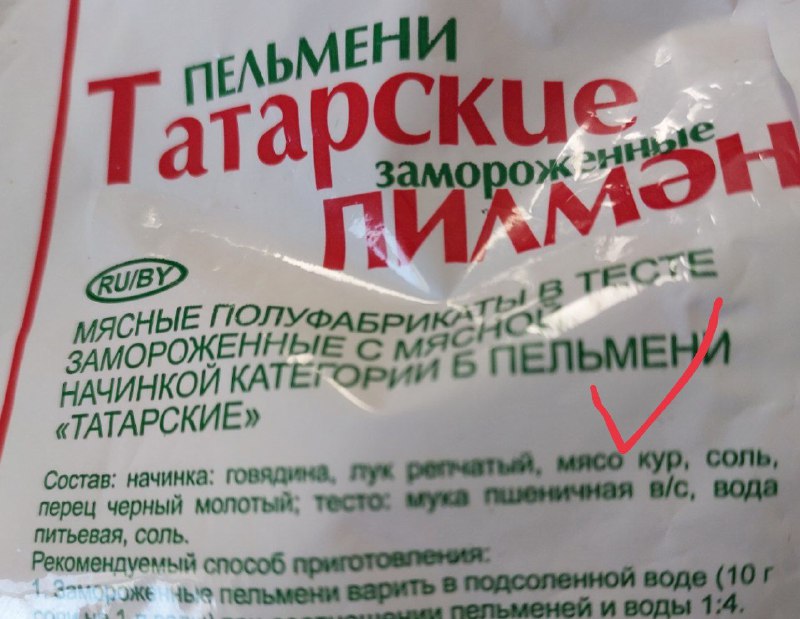 ПЕЛЬМЕНИ
Татарские
замороженные
ПИЛМӘН
RU/BY
МЯСНЫЕ ПОЛУФАБРИКАТЫ В ТЕСТЕ
ЗАМОРОЖЕННЫЕ С МЯСНОЙ
НАЧИНКОЙ КАТЕГОРИИ Б ПЕЛЬМЕНИ
«ТАТАРСКИЕ»
Состав: начинка: говядина, лук репчатый, мясо кур, соль,
перец черный молотый; тесто: мука пшеничная в/с, вода
питьевая, соль.
Рекомендуемый способ приготовления:
1. Замороженные пельмени варить в подсоленной воде (10 г
соотношении пельменей и воды 1:4.